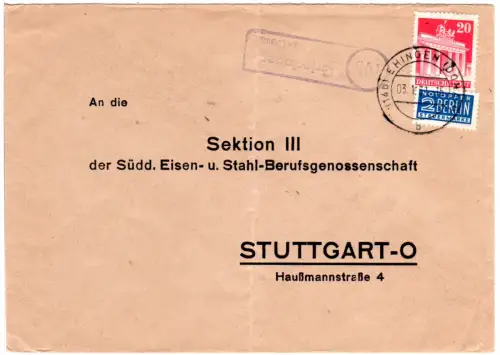 20
DEUTSCHE POST
EHINGEN (DONAU)
NOTOPFER
2 BERLIN
STEUERMARKE
b
An die
Sektion III
der Südd. Eisen- u. Stahl-Berufsgenossenschaft
STUTTGART-O
Haußmannstraße 4